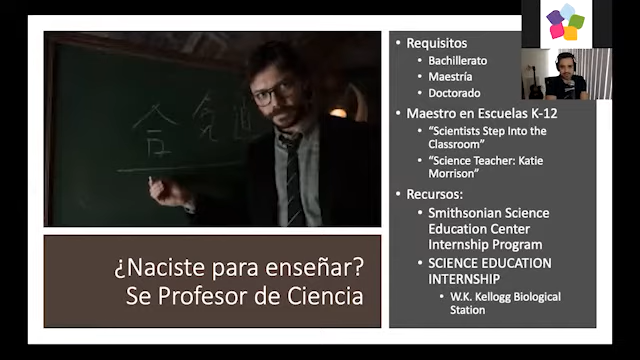 Requisitos
Bachillerato
Maestría
Doctorado
Maestro en Escuelas K-12
“Scientists Step Into the
Classroom”
“Science Teacher: Katie
Morrison”
Recursos:
Smithsonian Science
Education Center
Internship Program
SCIENCE EDUCATION
INTERNSHIP
W.K. Kellogg Biological
Station
¿Naciste para enseñar?
Se Profesor de Ciencia